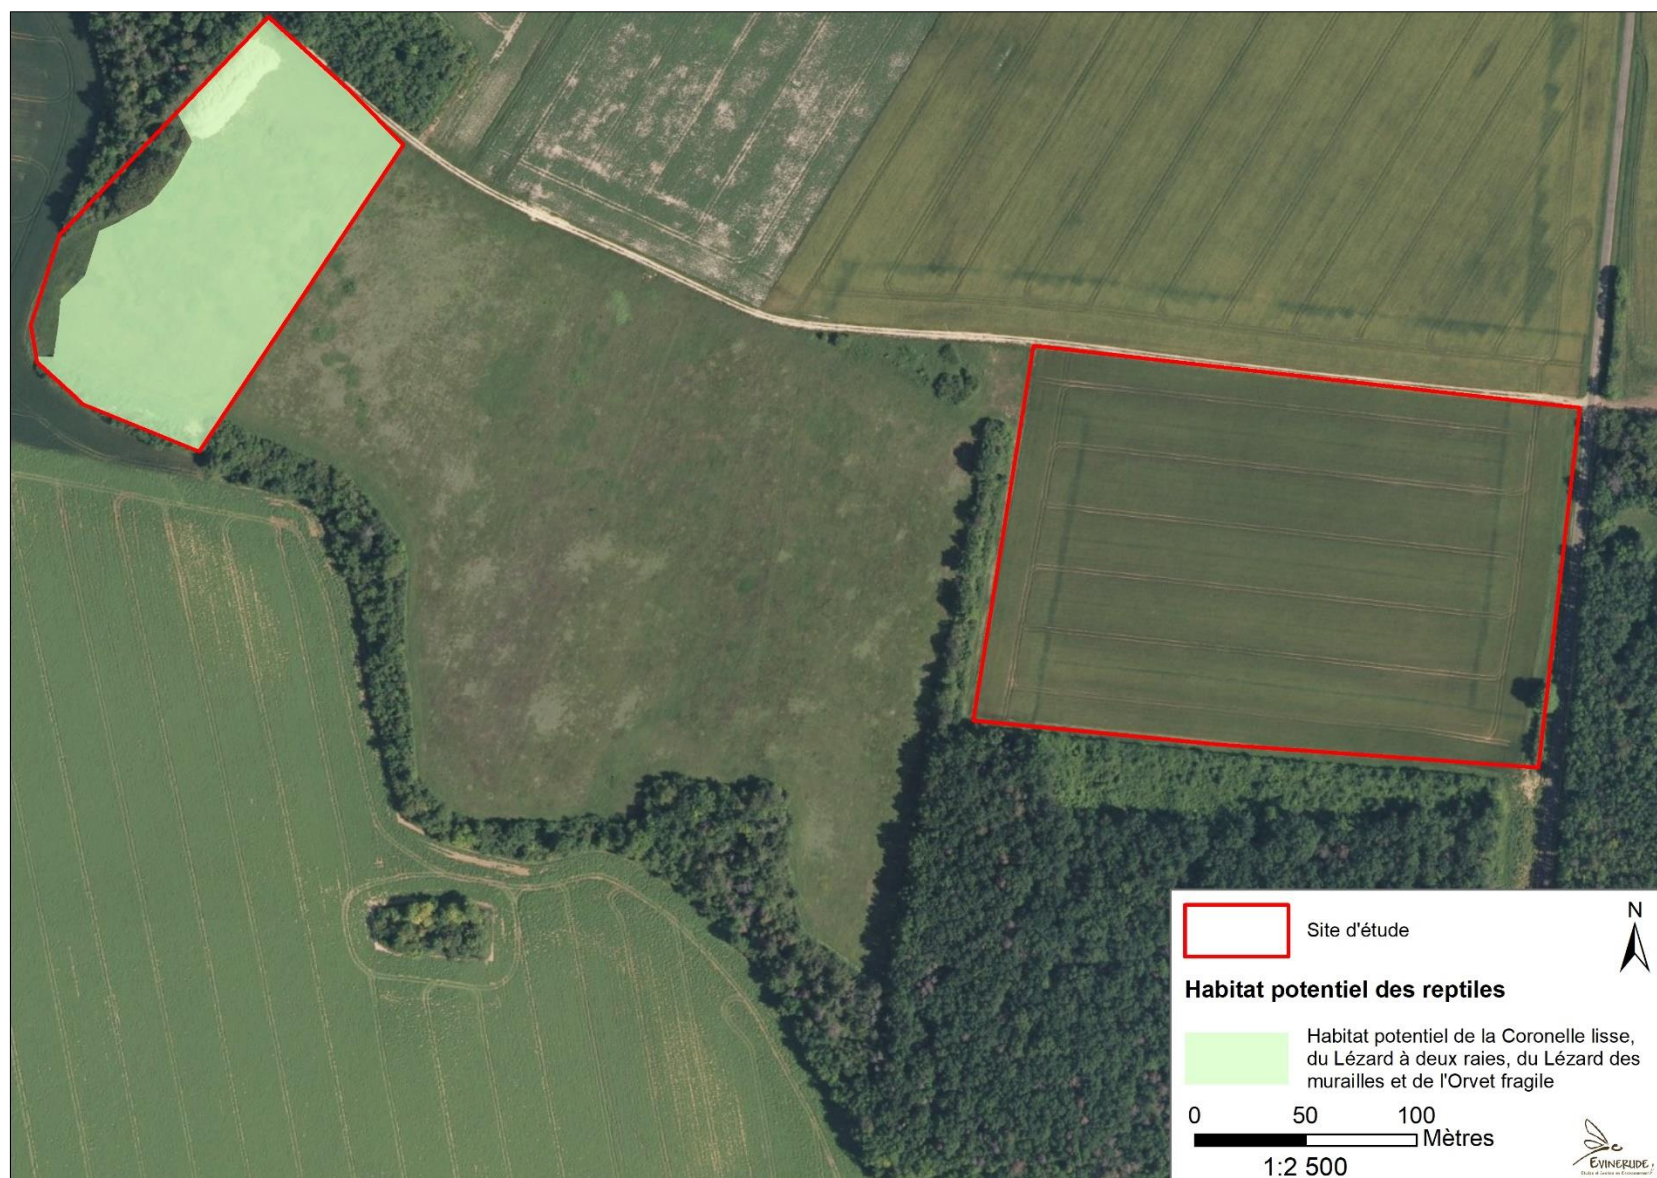 Site d'étude
N
Habitat potentiel des reptiles
Habitat potentiel de la Coronelle lisse,
du Lézard à deux raies, du Lézard des
murailles et de l'Orvet fragile
0 50 100
Mètres
1:2 500
EVINERUDE